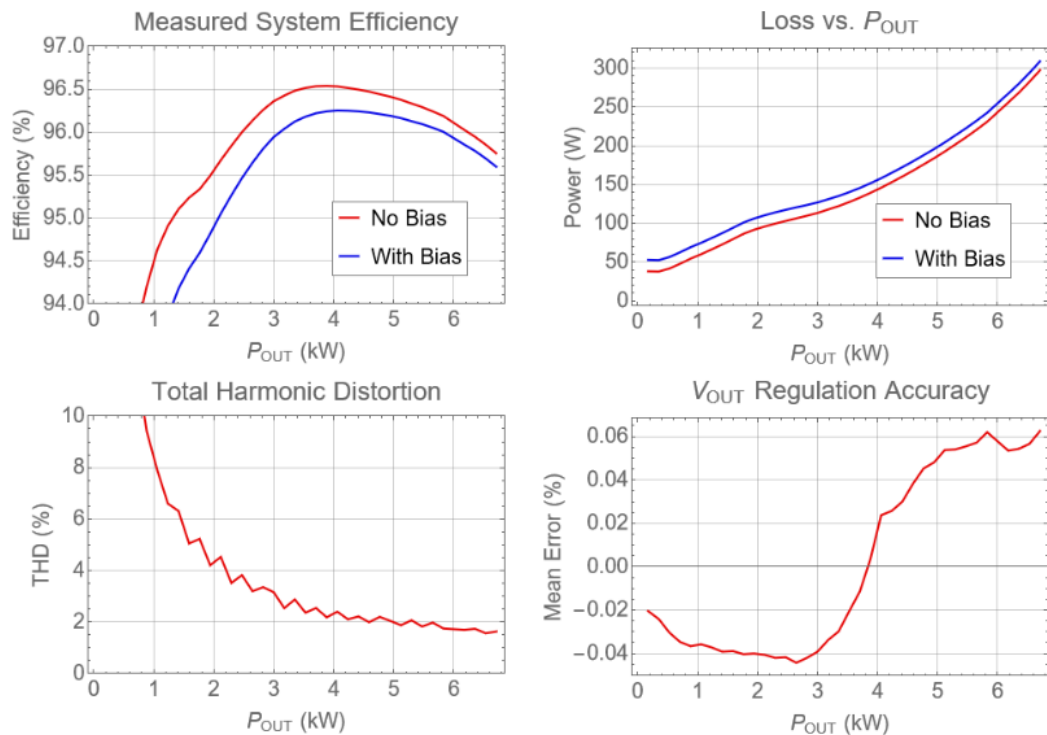 Measured System Efficiency
97.0
96.5
96.0
95.5
95.0
94.5
94.0
Efficiency (%)
No Bias
With Bias
0 1 2 3 4 5 6
POUT (kW)
Loss vs. POUT
300
250
200
150
100
50
0
Power (W)
No Bias
With Bias
0 1 2 3 4 5 6
POUT (kW)
Total Harmonic Distortion
10
8
6
4
2
0
THD (%)
0 1 2 3 4 5 6
POUT (kW)
VOUT Regulation Accuracy
0.06
0.04
0.02
0.00
−0.02
−0.04
Mean Error (%)
0 1 2 3 4 5 6
POUT (kW)